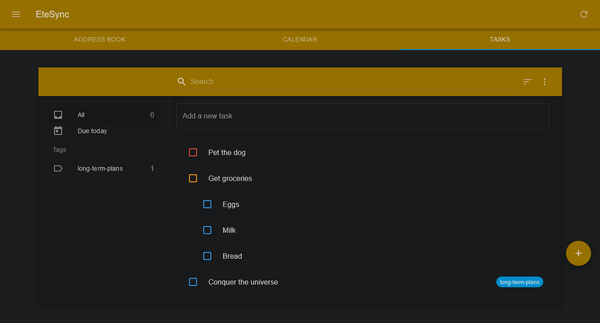 EteSync
ADDRESS BOOK CALENDAR TASKS
Search
All 6
Due today
Tags
long-term-plans 1
Add a new task
Pet the dog
Get groceries
Eggs
Milk
Bread
Conquer the universe long-term-plans